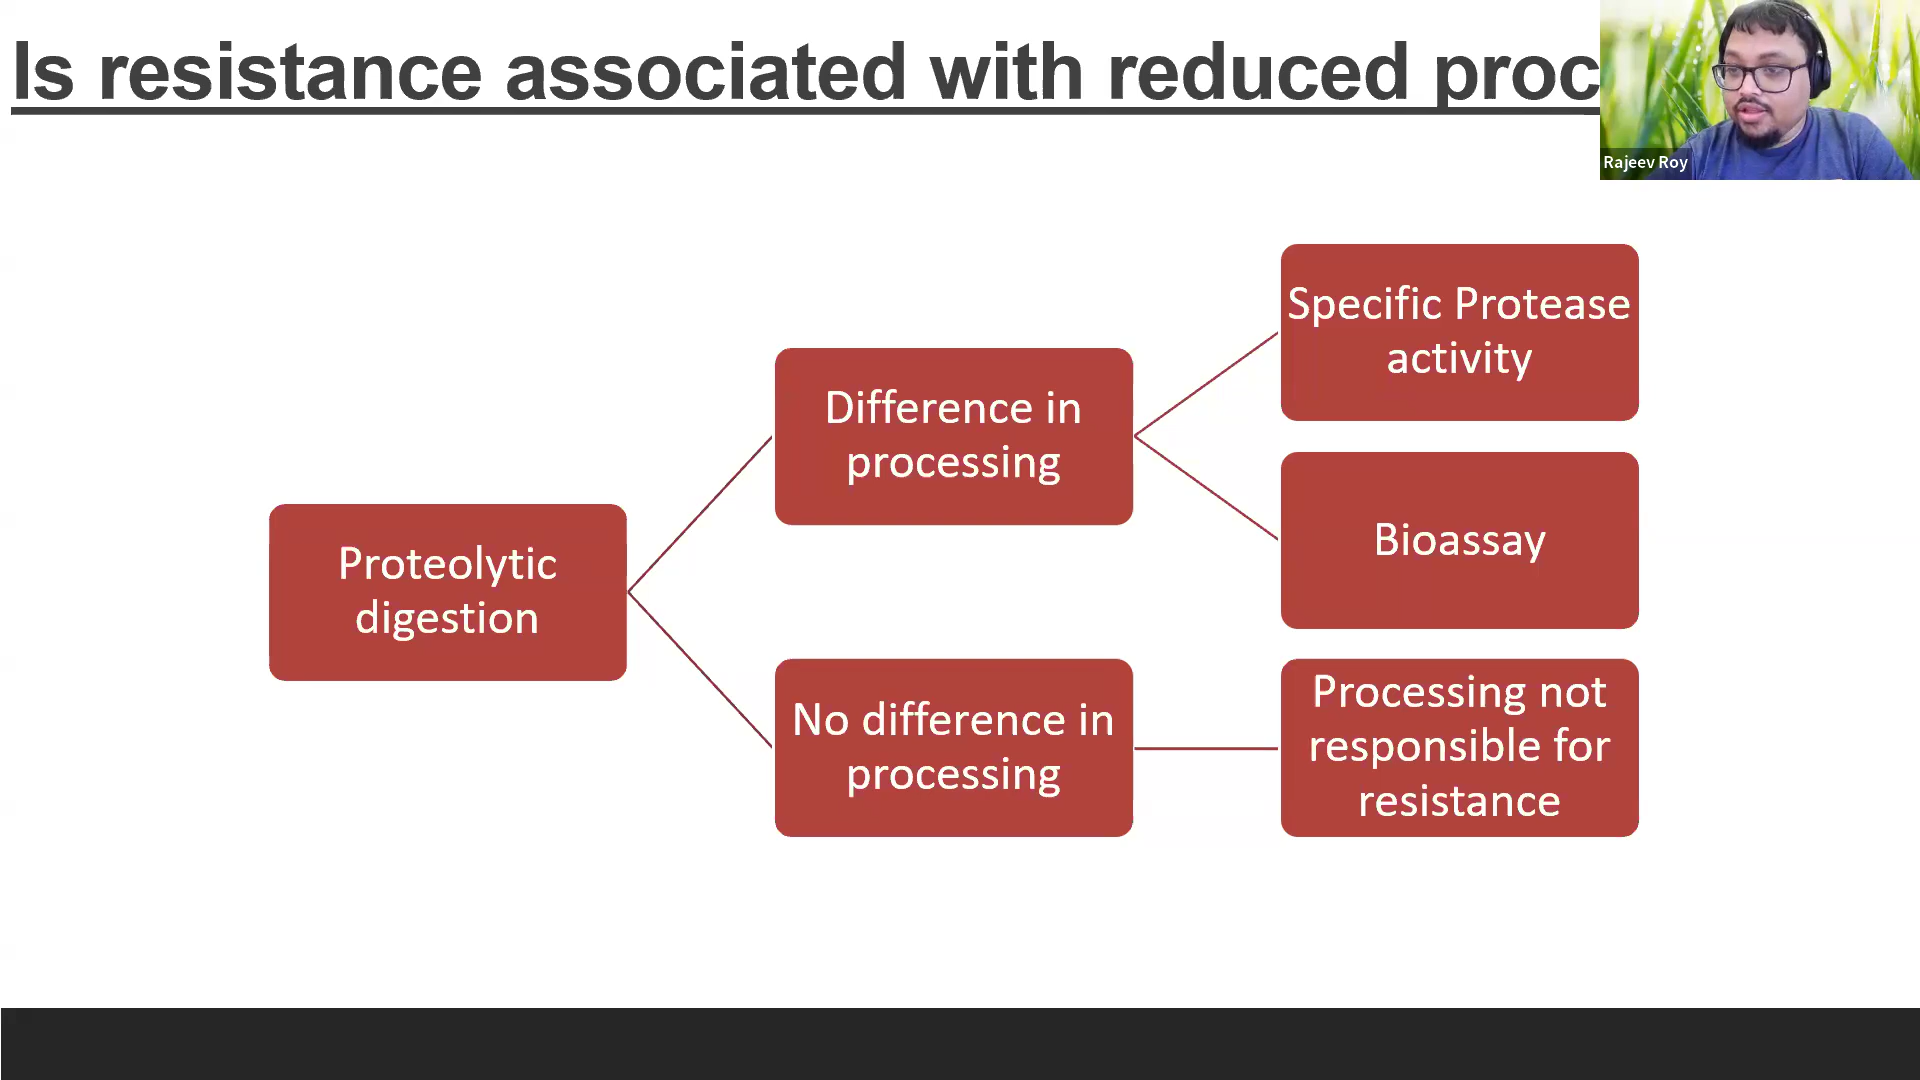 Is resistance associated with reduced proc
Rajeev Roy
Specific Protease
activity
Difference in
processing
Bioassay
Proteolytic
digestion
No difference in
processing
Processing not
responsible for
resistance